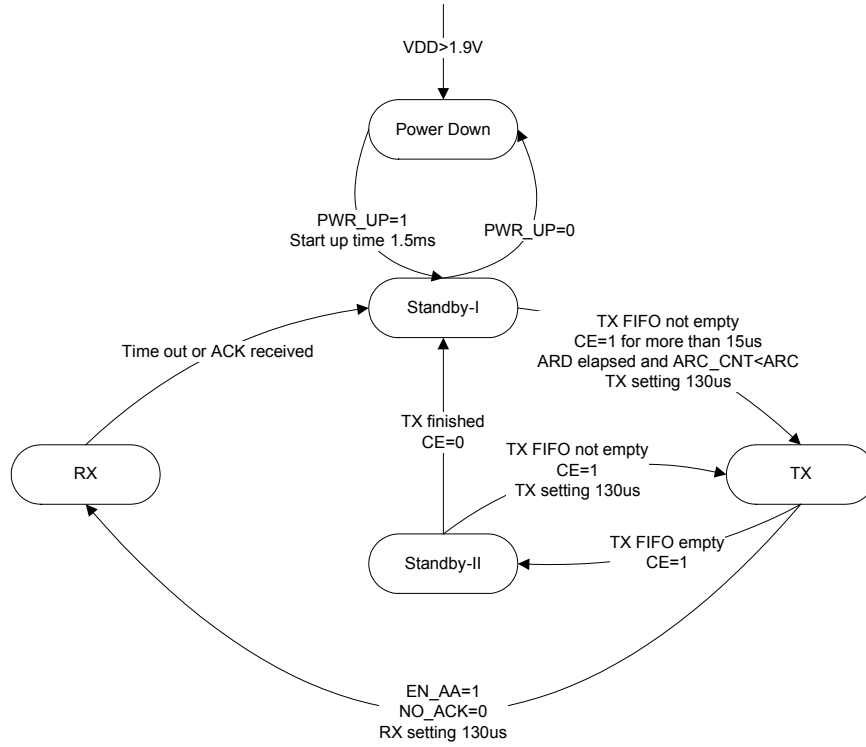 VDD>1.9V
Power Down
PWR_UP=1
Start up time 1.5ms
PWR_UP=0
Standby-I
TX FIFO not empty
CE=1 for more than 15us
ARD elapsed and ARC_CNT<ARC
TX setting 130us
Time out or ACK received
TX finished
CE=0
TX FIFO not empty
CE=1
TX setting 130us
RX
TX
Standby-II
TX FIFO empty
CE=1
EN_AA=1
NO_ACK=0
RX setting 130us